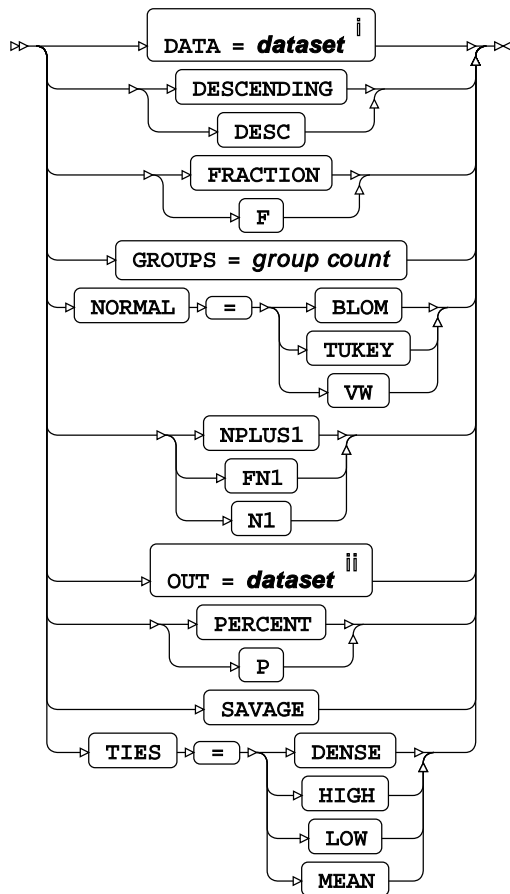 DATA = dataset i
DESCENDING
DESC
FRACTION
F
GROUPS = group count
NORMAL = BLOM
TUKEY
VW
NPLUS1
FN1
N1
OUT = dataset ii
PERCENT
P
SAVAGE
TIES = DENSE
HIGH
LOW
MEAN